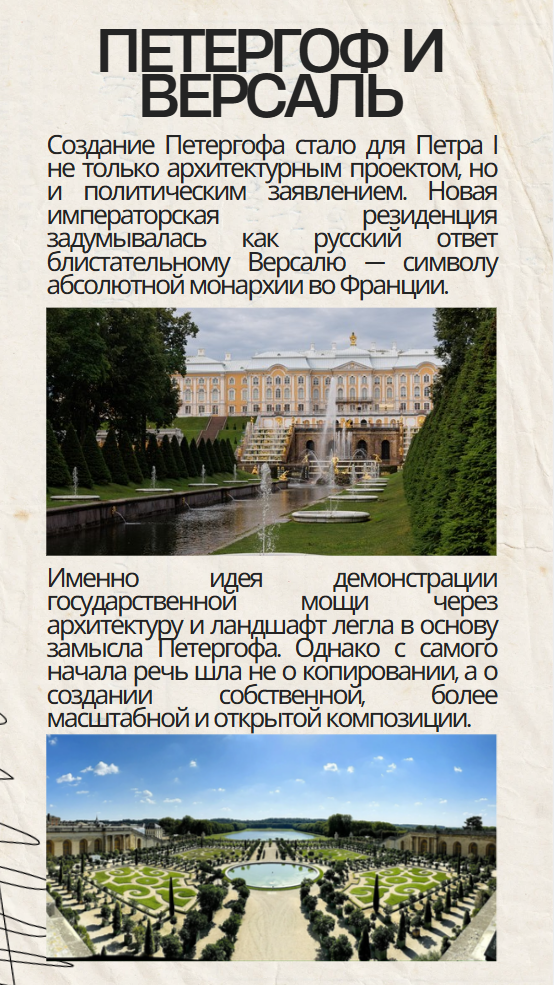 ПЕТЕРГОФ И
ВЕРСАЛЬ
Создание Петергофа стало для Петра I
не только архитектурным проектом, но
и политическим заявлением. Новая
императорская резиденция
задумывалась как русский ответ
блистательному Версалю — символу
абсолютной монархии во Франции.
Именно идея демонстрации
государственной мощи через
архитектуру и ландшафт легла в основу
замысла Петергофа. Однако с самого
начала речь шла не о копировании, а о
создании собственной, более
масштабной и открытой композиции.